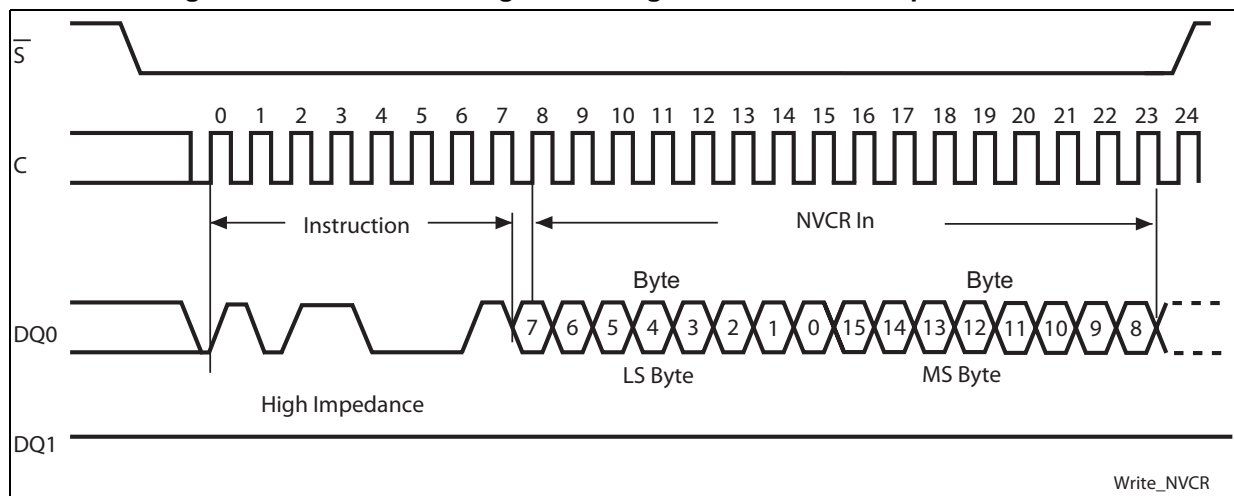 S
0 1 2 3 4 5 6 7 8 9 10 11 12 13 14 15 16 17 18 19 20 21 22 23 24
C
Instruction NVCR In
Byte Byte
DQ0 7 6 5 4 3 2 1 0 15 14 13 12 11 10 9 8
LS Byte MS Byte
High Impedance
DQ1
Write_NVCR